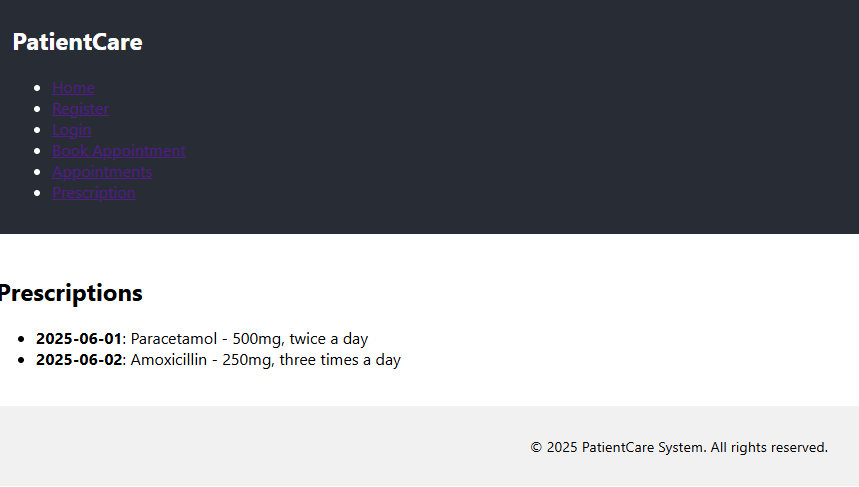 PatientCare
Home
Register
Login
Book Appointment
Appointments
Prescription
Prescriptions
2025-06-01: Paracetamol - 500mg, twice a day
2025-06-02: Amoxicillin - 250mg, three times a day
© 2025 PatientCare System. All rights reserved.